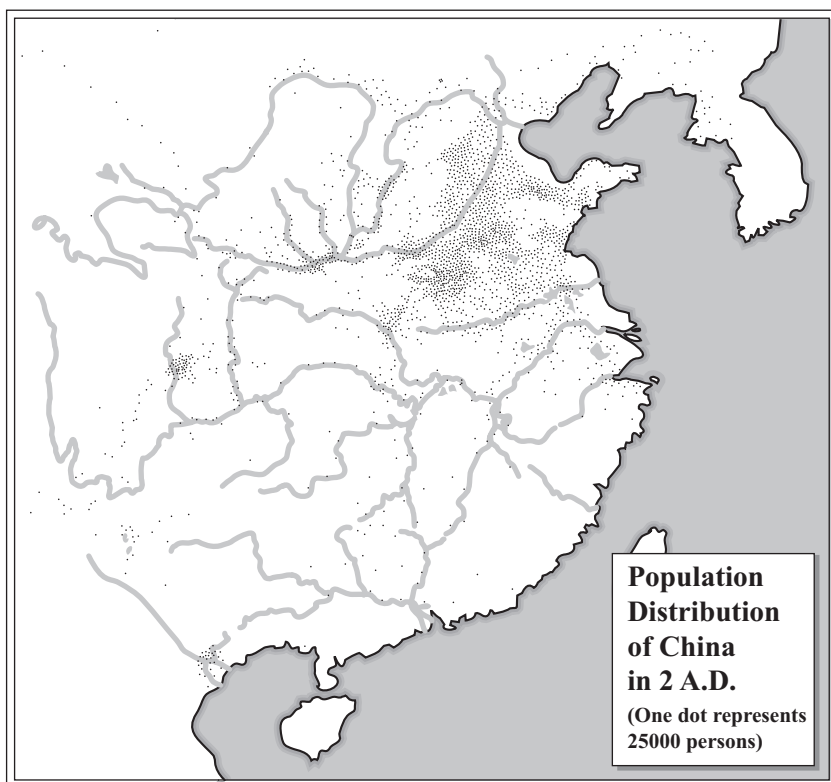 Population
Distribution
of China
in 2 A.D.
(One dot represents
25000 persons)